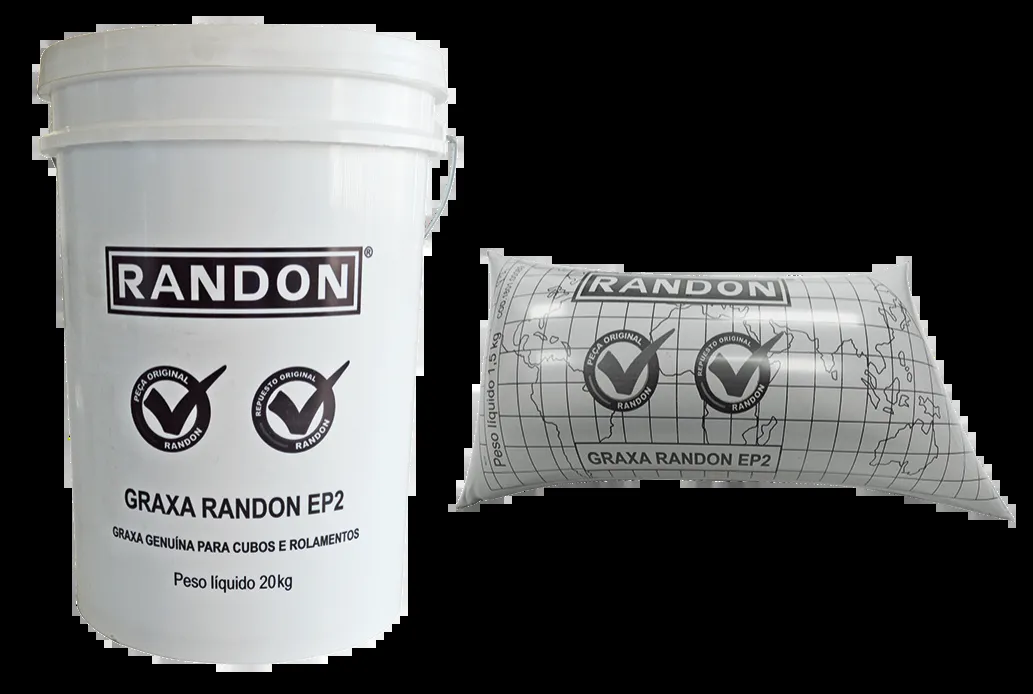 RANDON®
PEÇA ORIGINAL
RANDON
REPUESTO ORIGINAL
RANDON
GRAXA RANDON EP2
GRAXA GENUÍNA PARA CUBOS E ROLAMENTOS
Peso líquido 20kg
RANDON
PEÇA ORIGINAL
RANDON
REPUESTO ORIGINAL
RANDON
GRAXA RANDON EP2
Peso líquido 1,5 kg